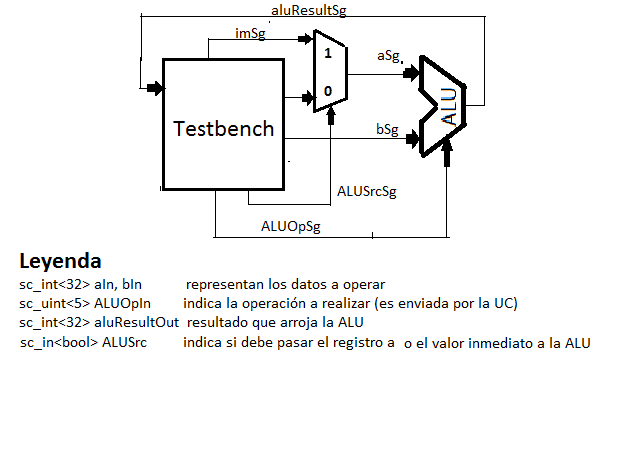 aluResultSg
imSg
1
aSg
0
ALU
Testbench
bSg
ALUSrcSg
ALUOpSg
Leyenda
sc_int<32> aIn, bIn representan los datos a operar
sc_uint<5> ALUOpIn indica la operación a realizar (es enviada por la UC)
sc_int<32> aluResultOut resultado que arroja la ALU
sc_in<bool> ALUSrc indica si debe pasar el registro a o el valor inmediato a la ALU